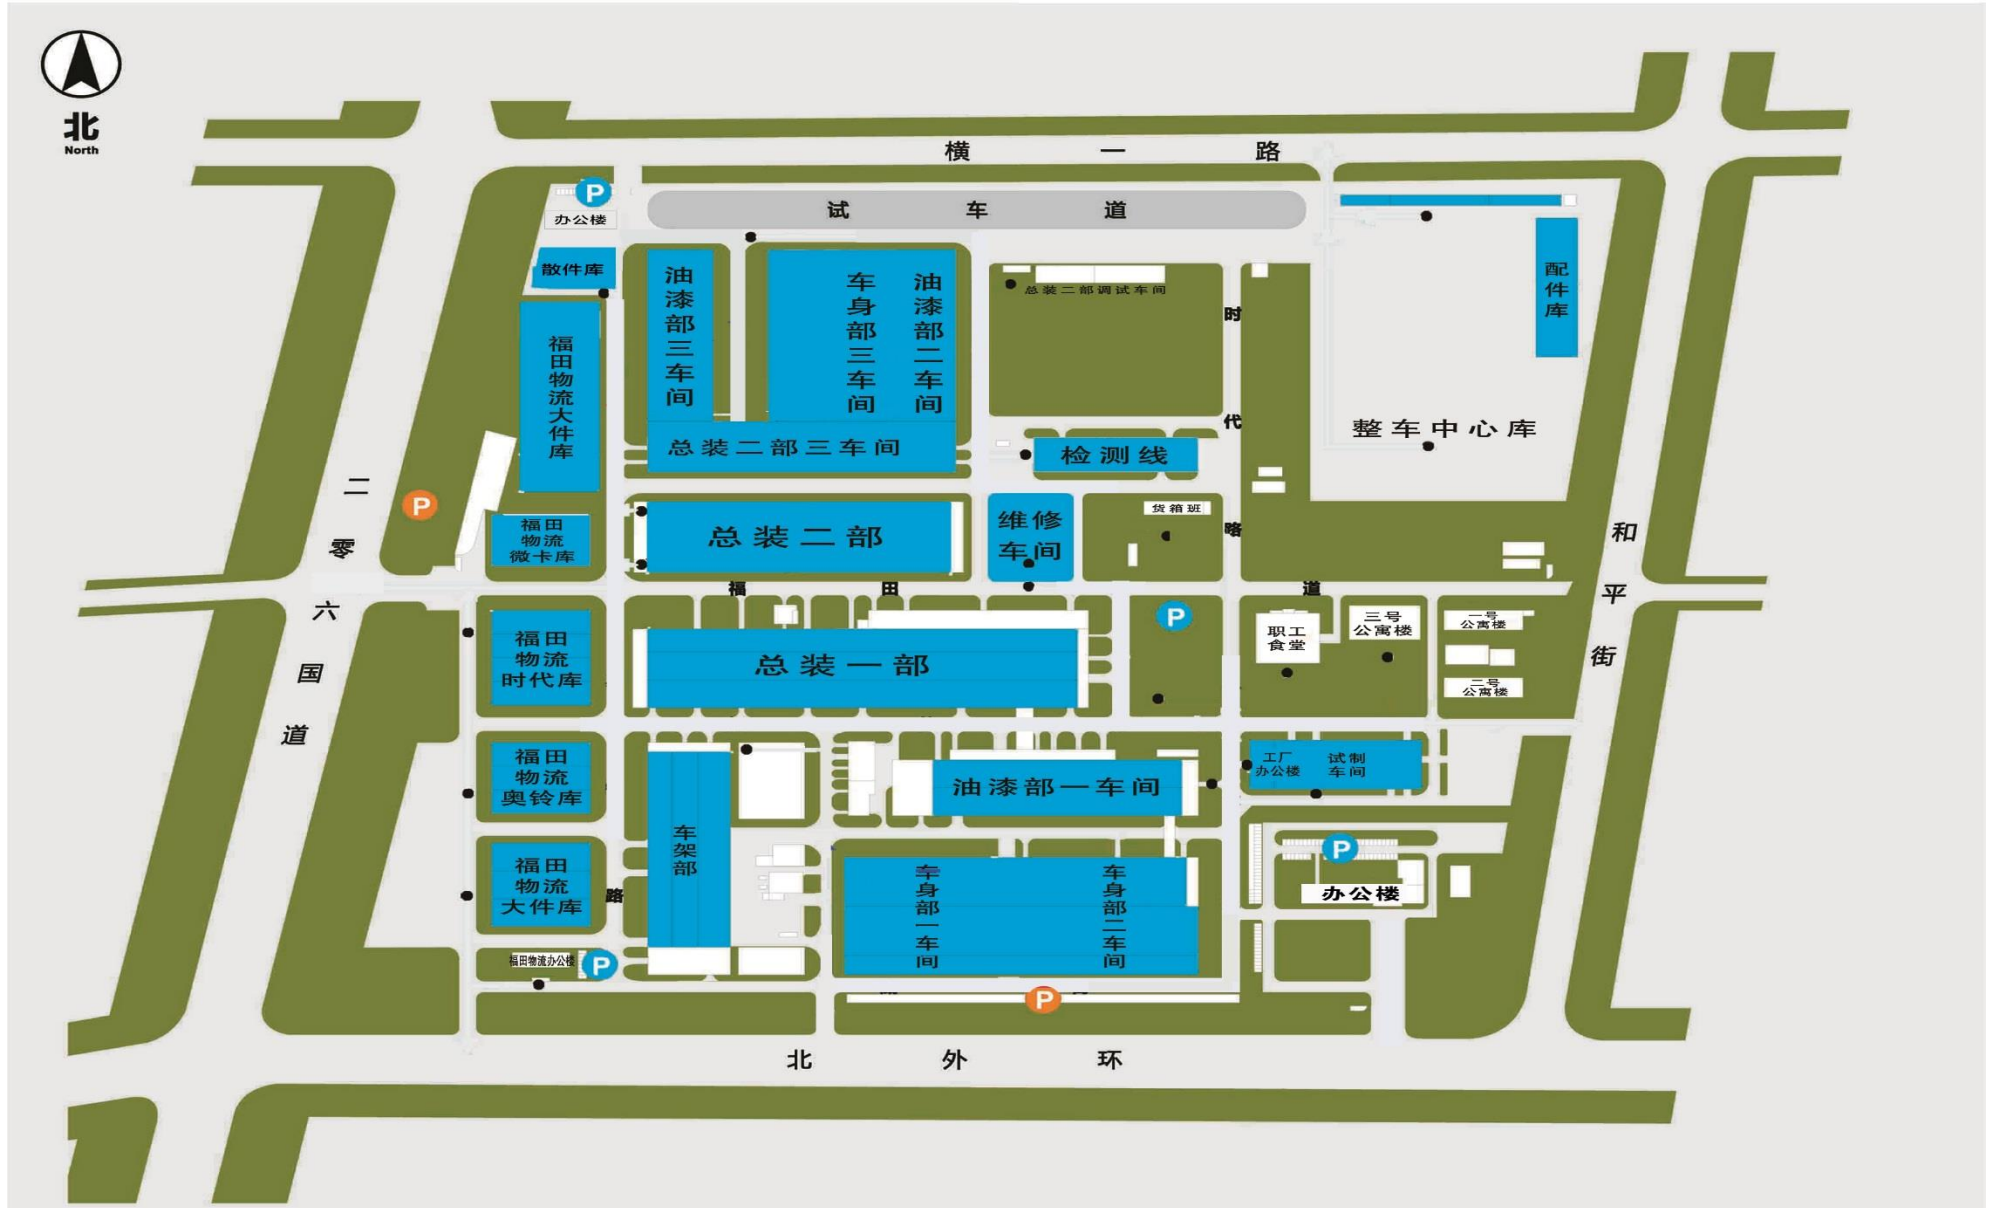 北
North
横一路
P
办公楼
试车道
散件库
油漆部三车间
车身部三车间
油漆部二车间
总装二部调试车间
配件库
时代路
福田物流大件库
总装二部三车间
检测线
整车中心库
二零六国道
P
福田
物流
微卡库
总装二部
维修
车间
货箱班
和平街
福田道
福田
物流
时代库
总装一部
P
职工
食堂
三号
公寓楼
一号
公寓楼
二号
公寓楼
福田
物流
奥铃库
车架部
油漆部一车间
工厂
办公楼
试制
车间
福田
物流
大件库
路
车身部一车间
车身部二车间
P
办公楼
福田物流办公楼
P
P
北外环